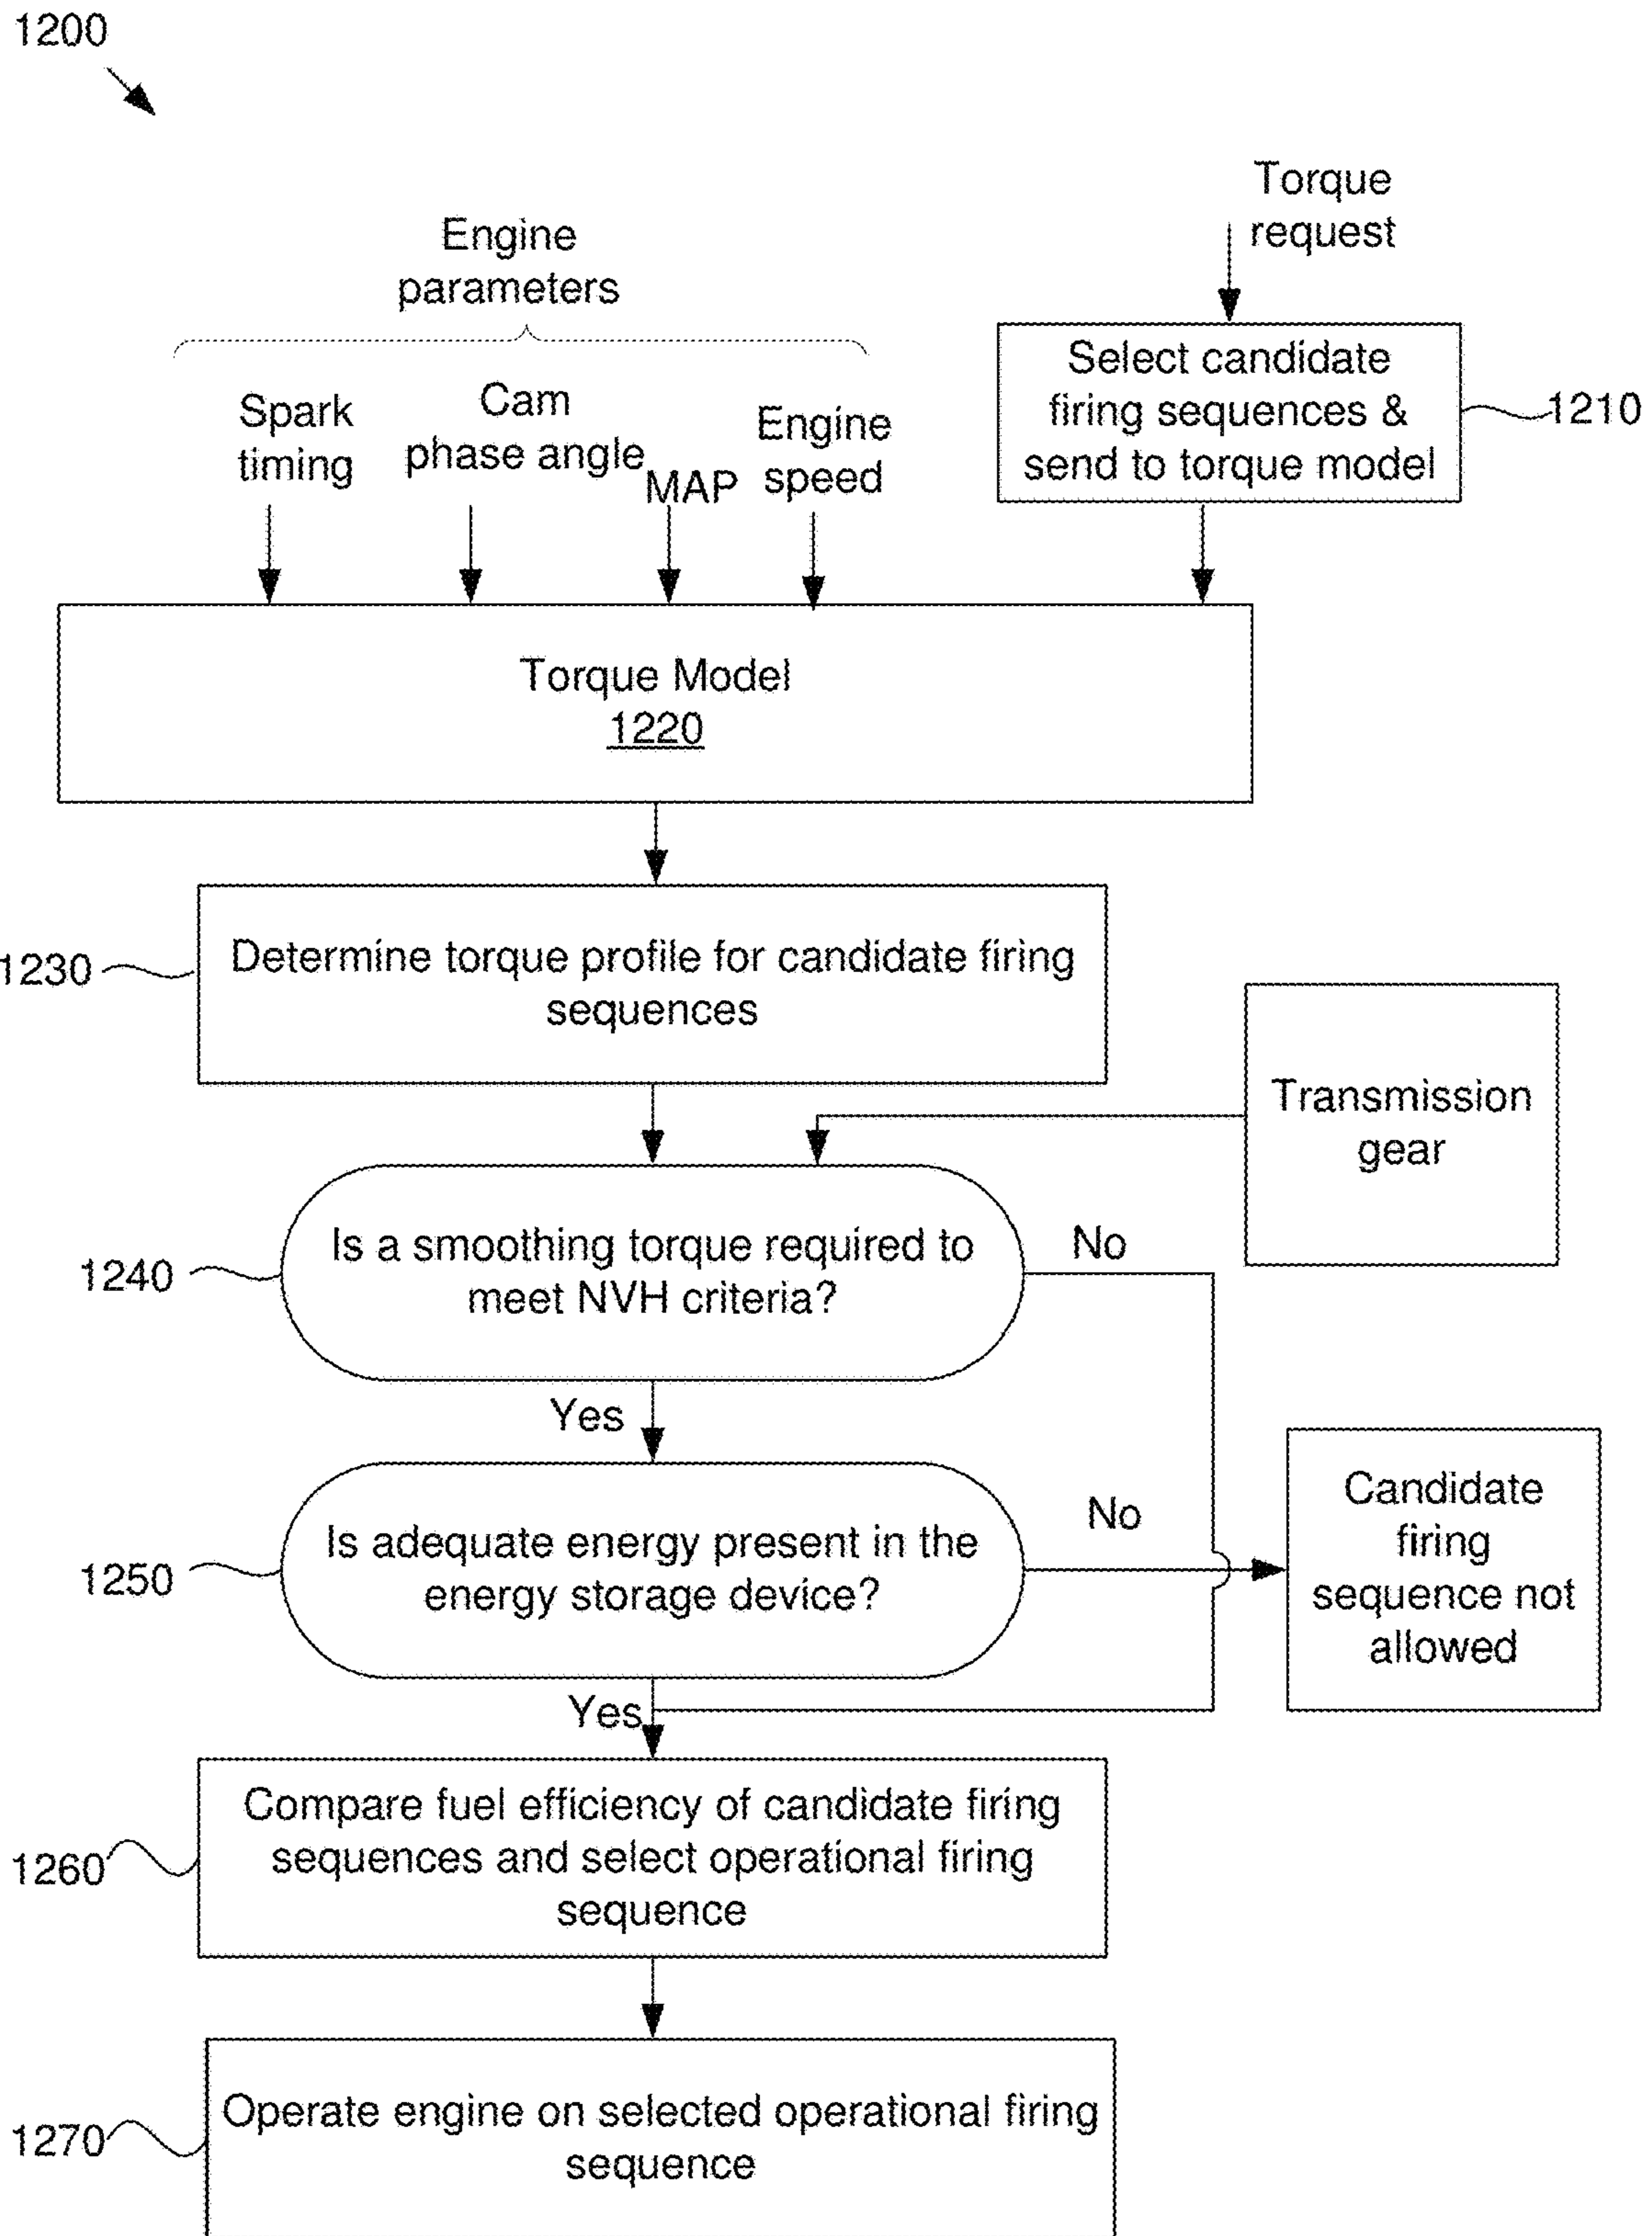 1200
Torque
request
Engine
parameters
Select candidate
firing sequences &
send to torque model
1210
Spark
timing
Cam
phase angle
MAP
Engine
speed
Torque Model
1220
1230
Determine torque profile for candidate firing
sequences
Transmission
gear
1240
Is a smoothing torque required to
meet NVH criteria?
No
Yes
1250
Is adequate energy present in the
energy storage device?
No
Candidate
firing
sequence not
allowed
Yes
1260
Compare fuel efficiency of candidate firing
sequences and select operational firing
sequence
1270
Operate engine on selected operational firing
sequence